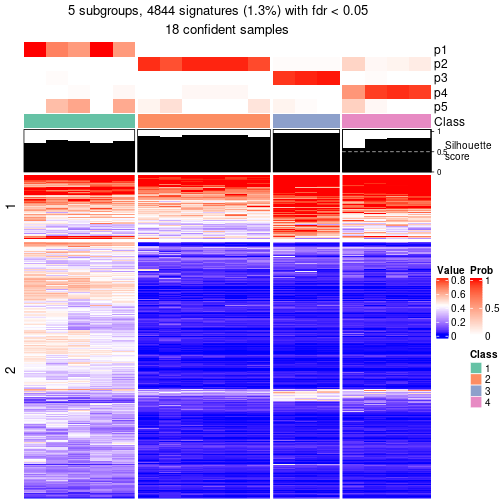 5 subgroups, 4844 signatures (1.3%) with fdr < 0.05
18 confident samples
p1
p2
p3
p4
p5
Class
1
0.5
0
Silhouette
score
1
2
Value Prob
0.8 1
0.6
0.4 0.5
0.2
0 0
Class
1
2
3
4